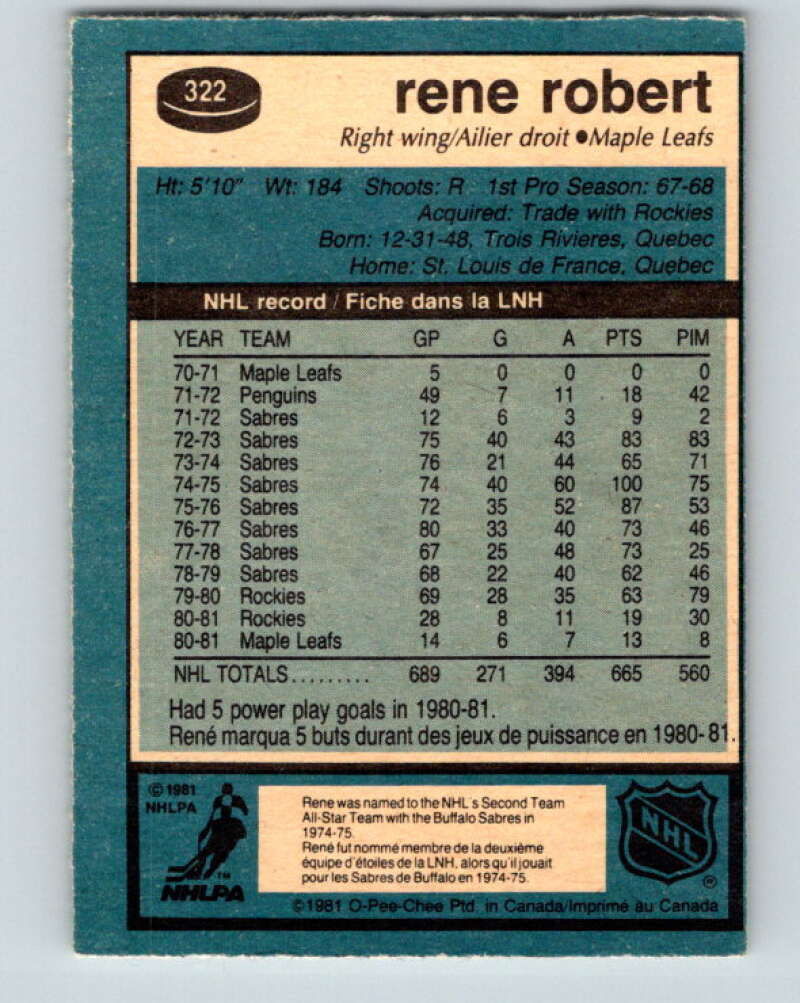 322
rene robert
Right wing/Ailier droit ●Maple Leafs
Ht: 5'10" Wt: 184 Shoots: R 1st Pro Season: 67-68
Acquired: Trade with Rockies
Born: 12-31-48, Trois Rivieres, Quebec
Home: St. Louis de France, Quebec
NHL record / Fiche dans la LNH
YEAR TEAM GP G A PTS PIM
70-71 Maple Leafs 5 0 0 0 0
71-72 Penguins 49 7 11 18 42
71-72 Sabres 12 6 3 9 2
72-73 Sabres 75 40 43 83 83
73-74 Sabres 76 21 44 65 71
74-75 Sabres 74 40 60 100 75
75-76 Sabres 72 35 52 87 53
76-77 Sabres 80 33 40 73 46
77-78 Sabres 67 25 48 73 25
78-79 Sabres 68 22 40 62 46
79-80 Rockies 69 28 35 63 79
80-81 Rockies 28 8 11 19 30
80-81 Maple Leafs 14 6 7 13 8
NHL TOTALS......... 689 271 394 665 560
Had 5 power play goals in 1980-81.
René marqua 5 buts durant des jeux de puissance en 1980-81.
© 1981
NHLPA
TM
NHLPA
Rene was named to the NHL's Second Team
All-Star Team with the Buffalo Sabres in
1974-75.
René fut nommé membre de la deuxième
équipe d'étoiles de la LNH, alors qu'il jouait
pour les Sabres de Buffalo en 1974-75.
NHL
®
©1981 O-Pee-Chee Ptd. in Canada/Imprimé au Canada